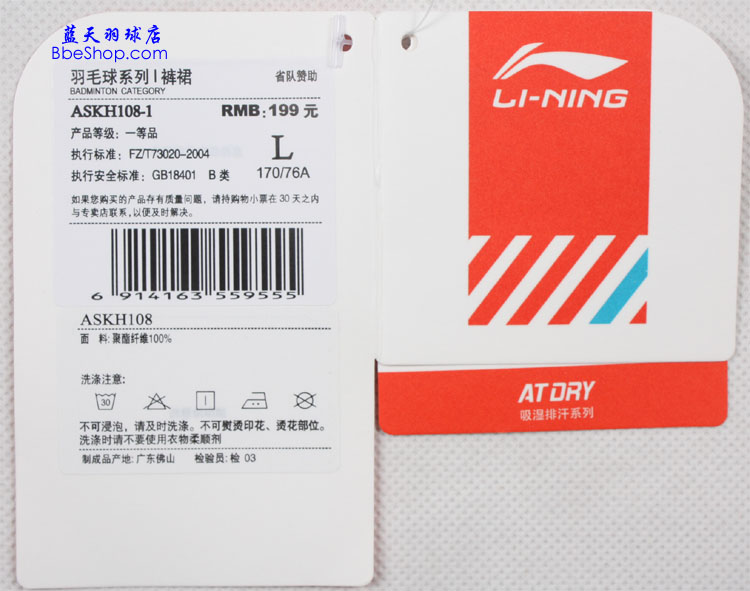 蓝天羽球店
BbeShop.com
羽毛球系列 | 裤裙 省队赞助
BADMINTON CATEGORY
ASKH108-1 RMB: 199 元
产品等级: 一等品
执行标准: FZ/T73020-2004 L
执行安全标准: GB18401 B 类 170/76A
如果您购买的产品存有质量问题, 请持购物小票在 30 天之内
与专卖店联系, 以便及时解决。
6 914163 559555
ASKH108
面 料: 聚酯纤维100%
洗涤注意:
30
不可浸泡, 请及时洗涤。不可熨烫印花、烫花部位。
洗涤时请不要使用衣物柔顺剂
制成品产地: 广东佛山 检验员: 检 03
LI-NING
AT DRY
吸湿排汗系列